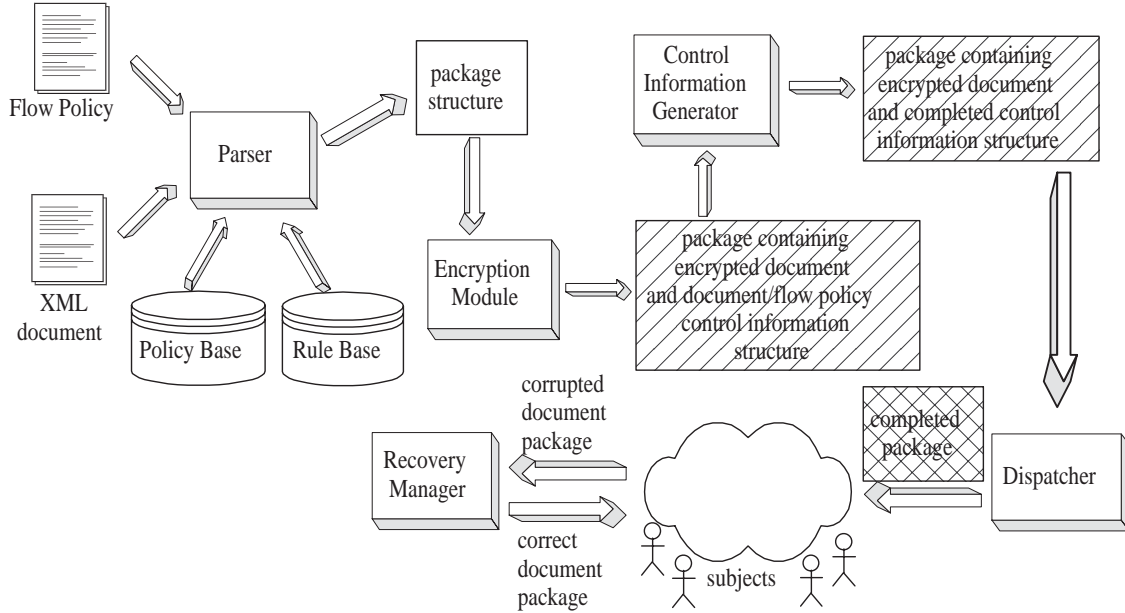 Flow Policy
XML
document
Parser
Policy Base
Rule Base
package
structure
Encryption
Module
Control
Information
Generator
package containing
encrypted document
and document/flow policy
control information
structure
package containing
encrypted document
and completed control
information structure
completed
package
Dispatcher
corrupted
document
package
Recovery
Manager
correct
document
package
subjects